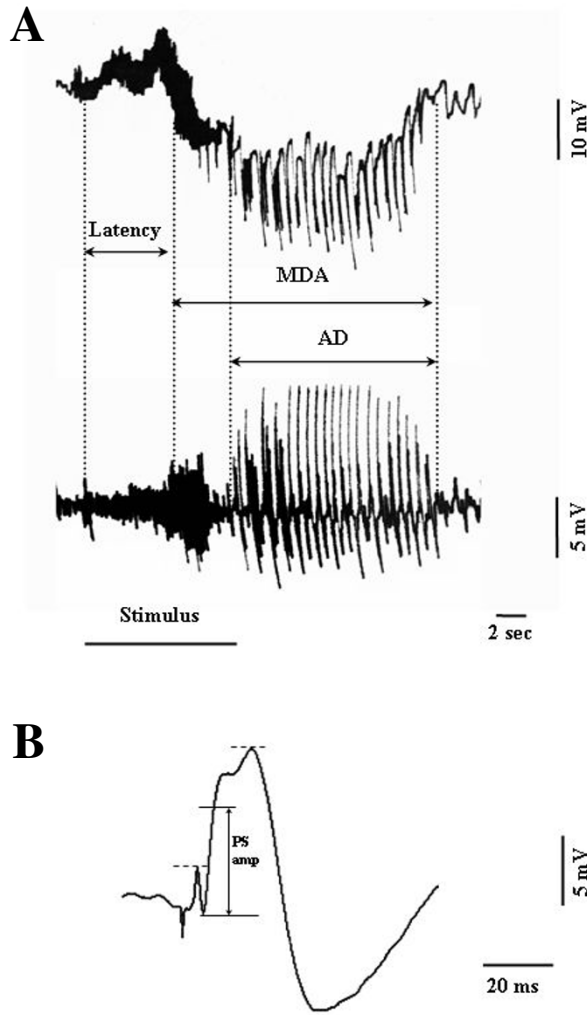 A
10 mV
Latency
MDA
AD
5 mV
Stimulus
2 sec
B
PS
amp
5 mV
20 ms